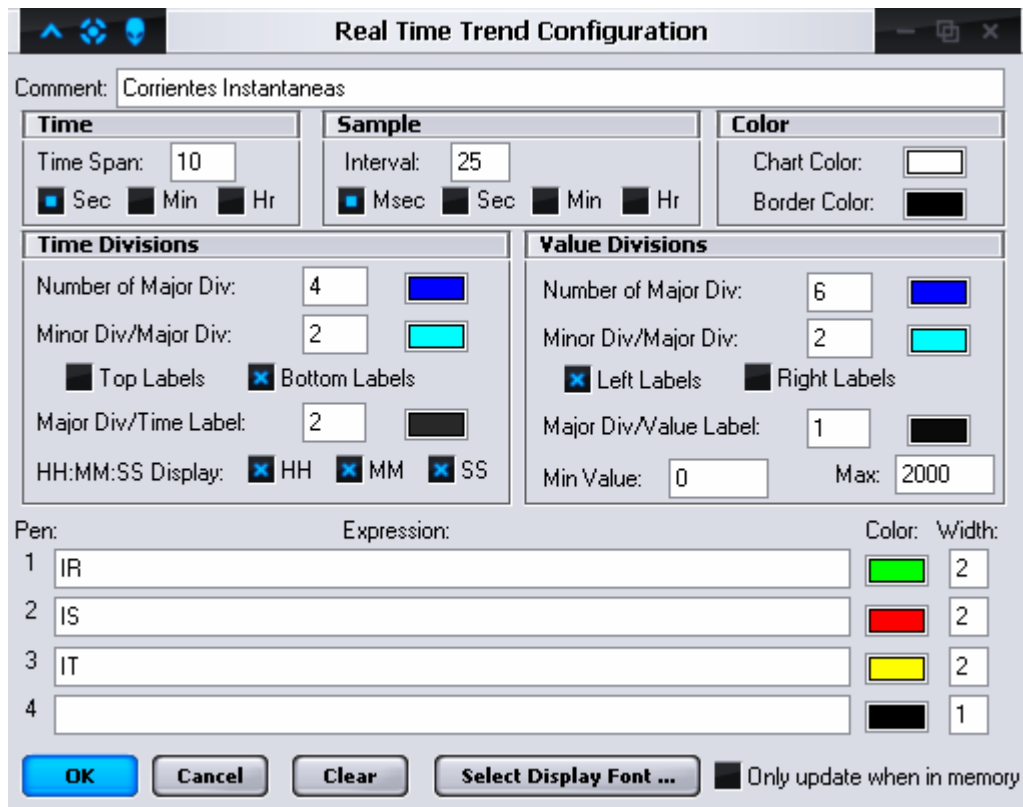 Real Time Trend Configuration
Comment: Corrientes Instantaneas
Time
Time Span: 10
Sec Min Hr
Sample
Interval: 25
Msec Sec Min Hr
Color
Chart Color:
Border Color:
Time Divisions
Number of Major Div: 4
Minor Div/Major Div: 2
Top Labels Bottom Labels
Major Div/Time Label: 2
HH:MM:SS Display: HH MM SS
Value Divisions
Number of Major Div: 6
Minor Div/Major Div: 2
Left Labels Right Labels
Major Div/Value Label: 1
Min Value: 0 Max: 2000
Pen: Expression: Color: Width:
1 IR 2
2 IS 2
3 IT 2
4 1
OK Cancel Clear Select Display Font ... Only update when in memory